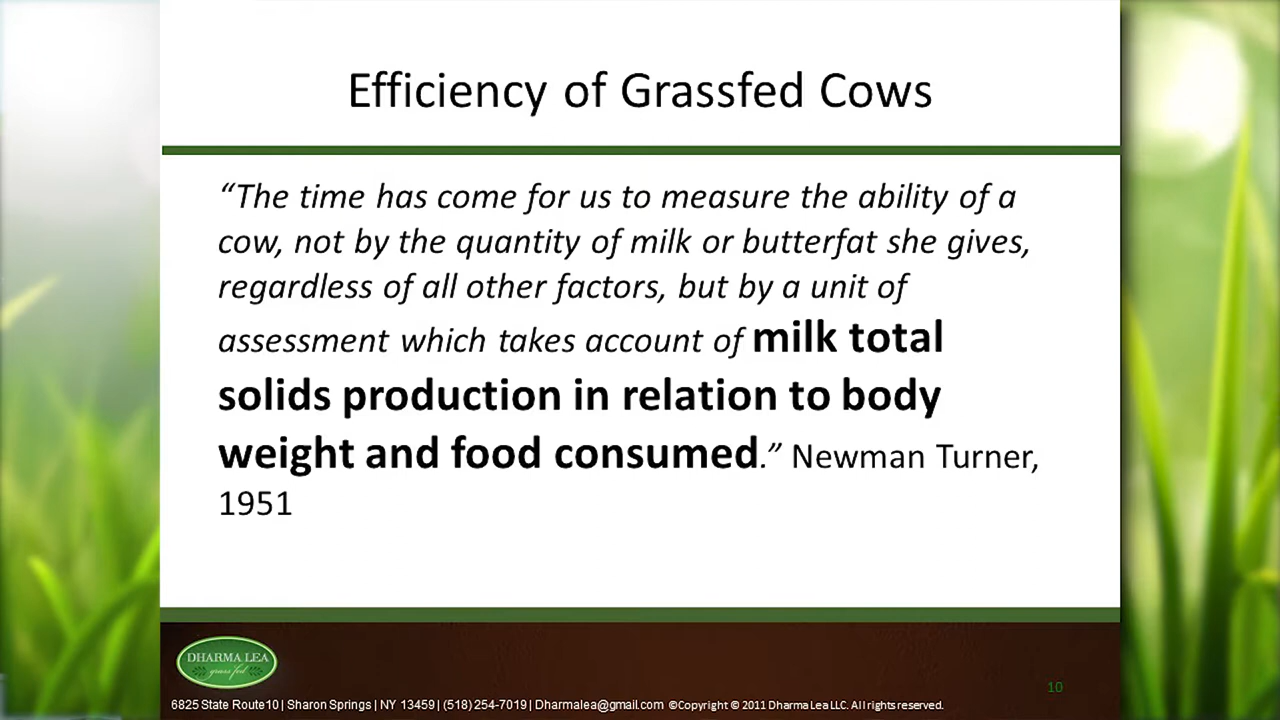 Efficiency of Grassfed Cows
“The time has come for us to measure the ability of a
cow, not by the quantity of milk or butterfat she gives,
regardless of all other factors, but by a unit of
assessment which takes account of milk total
solids production in relation to body
weight and food consumed.” Newman Turner,
1951
DHARMA LEA
grass fed
10
6825 State Route10 | Sharon Springs | NY 13459 | (518) 254-7019 | Dharmalea@gmail.com ©Copyright © 2011 Dharma Lea LLC. All rights reserved.